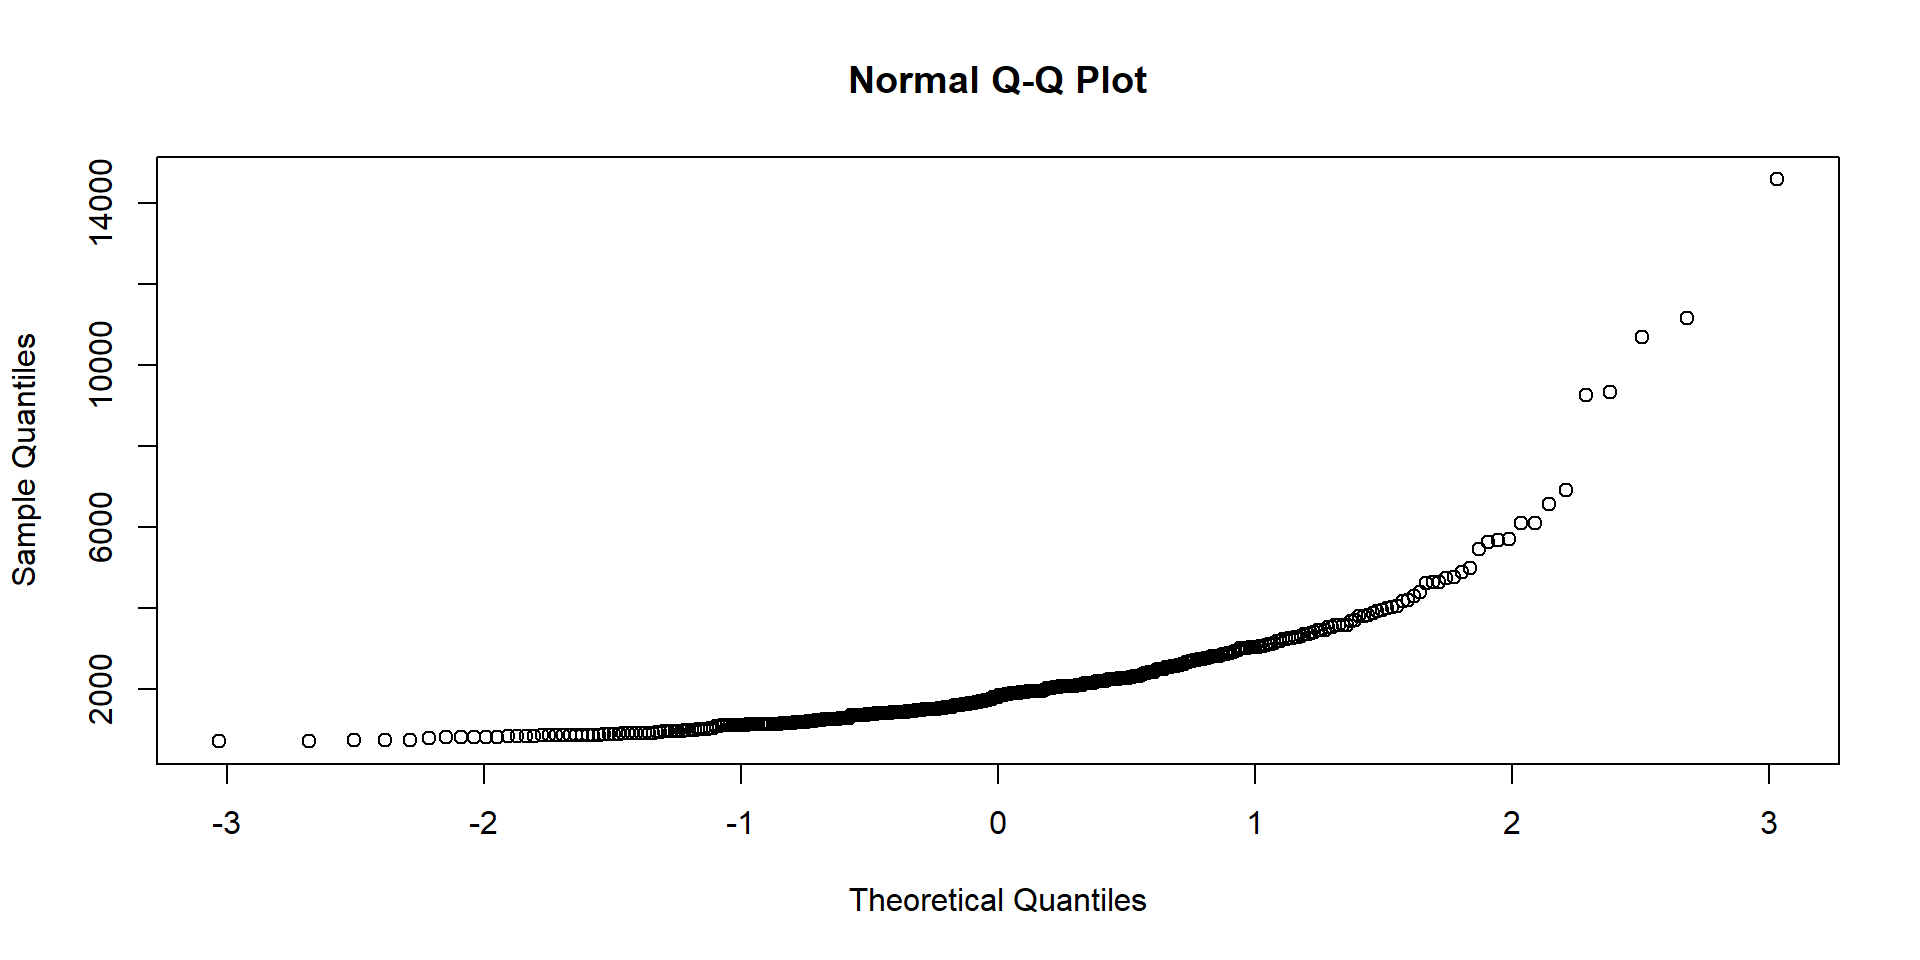 Normal Q-Q Plot
Sample Quantiles
14000
10000
6000
2000
-3 -2 -1 0 1 2 3
Theoretical Quantiles